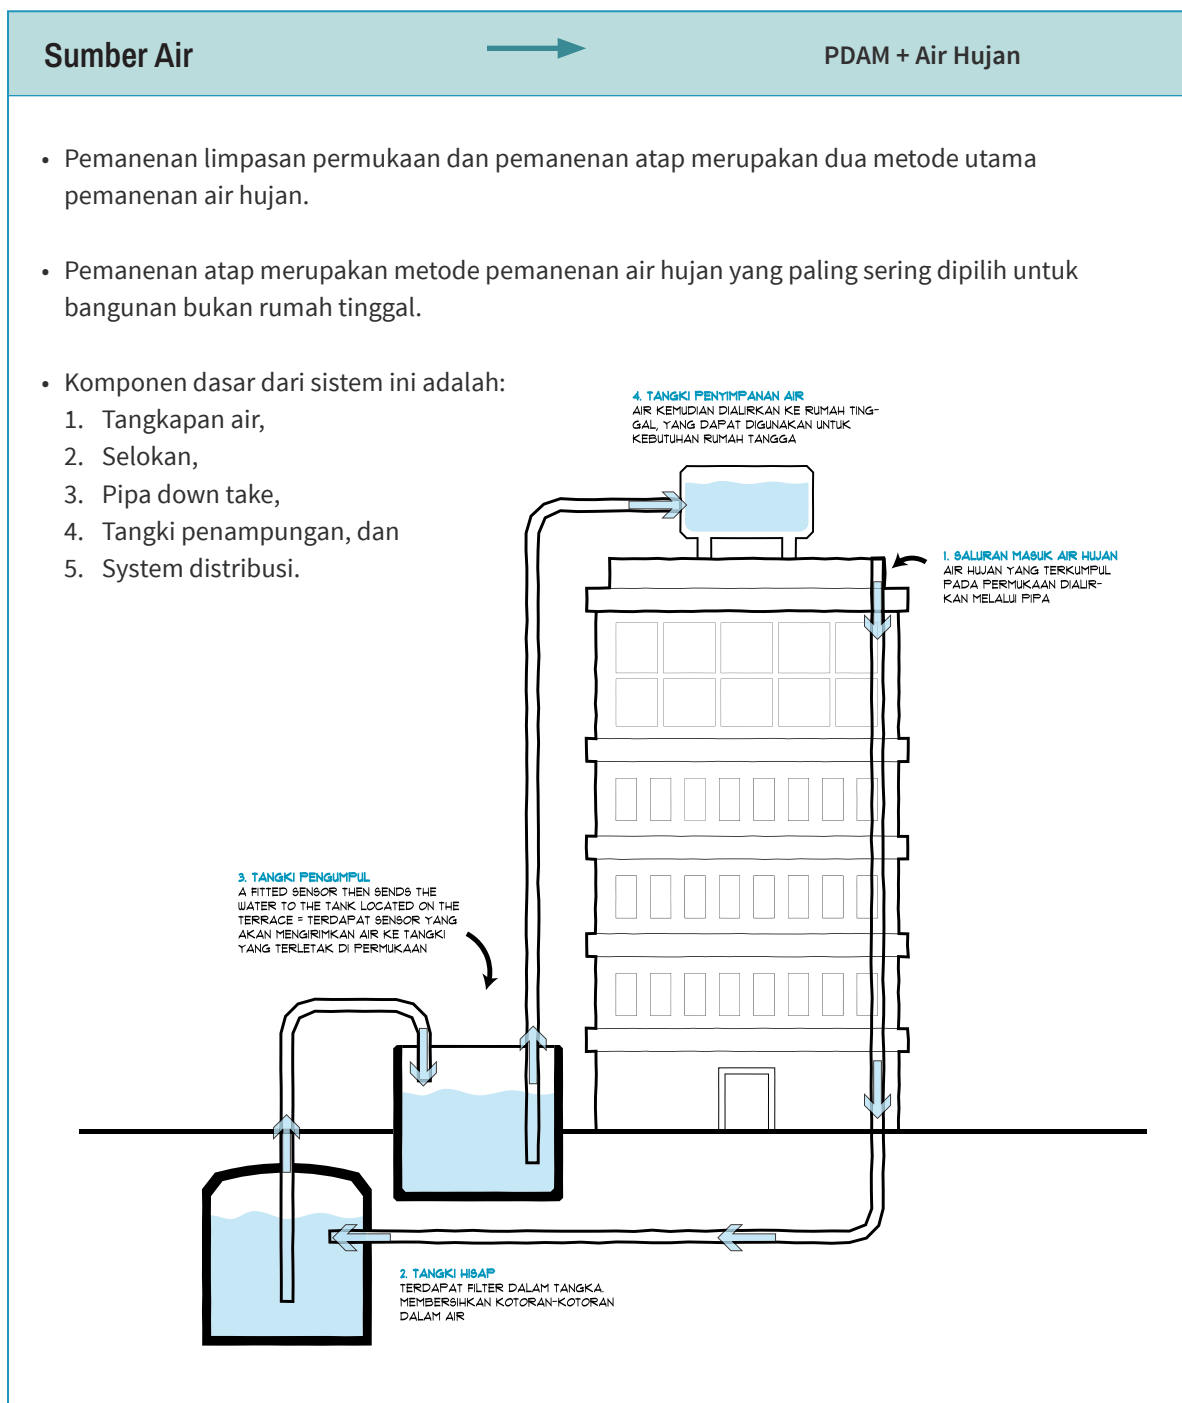 Sumber Air
PDAM + Air Hujan
• Pemanenan limpasan permukaan dan pemanenan atap merupakan dua metode utama
pemanenan air hujan.
• Pemanenan atap merupakan metode pemanenan air hujan yang paling sering dipilih untuk
bangunan bukan rumah tinggal.
• Komponen dasar dari sistem ini adalah:
1. Tangkapan air,
2. Selokan,
3. Pipa down take,
4. Tangki penampungan, dan
5. System distribusi.
4. TANGKI PENYIMPANAN AIR
AIR KEMUDIAN DIALIRKAN KE RUMAH TING-
GAL, YANG DAPAT DIGUNAKAN UNTUK
KEBUTUHAN RUMAH TANGGA
1. SALURAN MASUK AIR HUJAN
AIR HUJAN YANG TERKUMPUL
PADA PERMUKAAN DIALIR-
KAN MELALUI PIPA
3. TANGKI PENGUMPUL
A FITTED SENSOR THEN SENDS THE
WATER TO THE TANK LOCATED ON THE
TERRACE = TERDAPAT SENSOR YANG
AKAN MENGIRIMKAN AIR KE TANGKI
YANG TERLETAK DI PERMUKAAN
2. TANGKI HISAP
TERDAPAT FILTER DALAM TANGKA.
MEMBERSIHKAN KOTORAN-KOTORAN
DALAM AIR